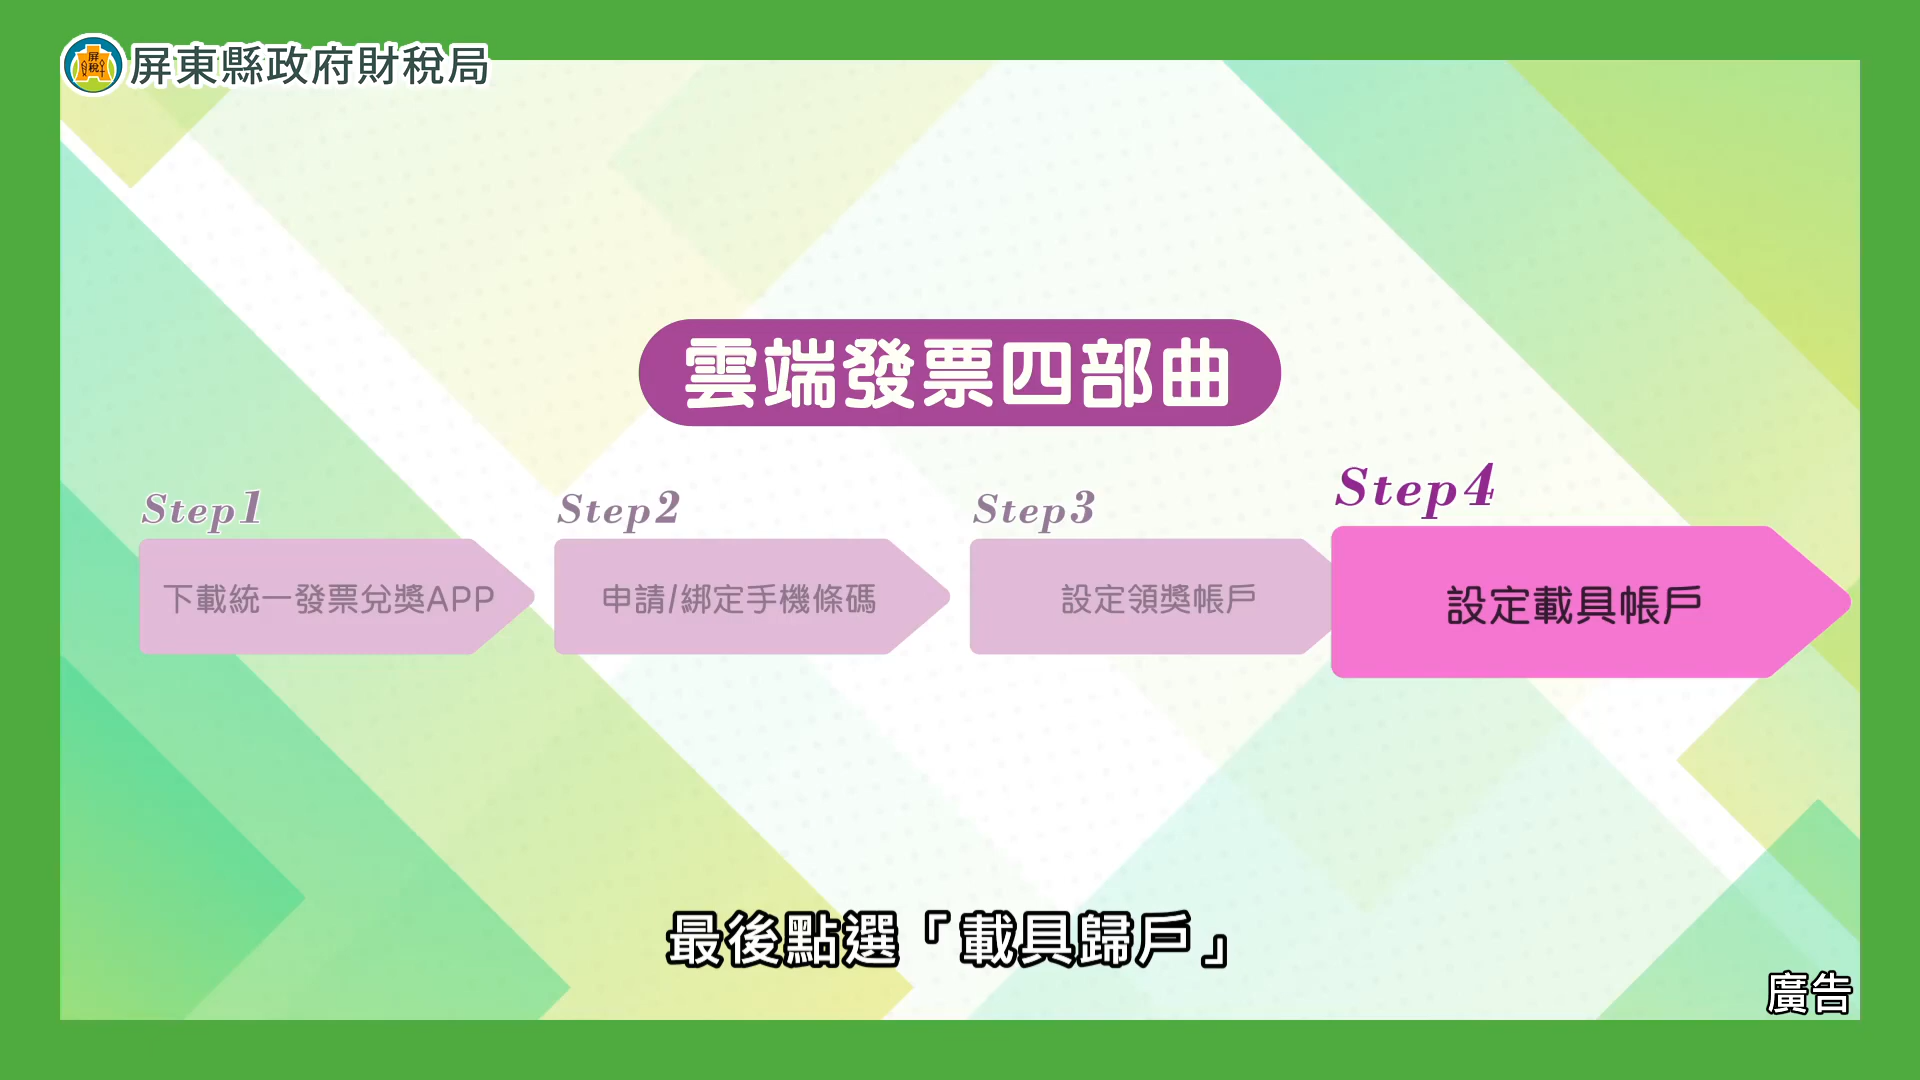 屏稅
屏東縣政府財稅局
雲端發票四部曲
Step1
下載統一發票兌獎APP
Step2
申請/綁定手機條碼
Step3
設定領獎帳戶
Step4
設定載具帳戶
最後點選「載具歸戶」
廣告